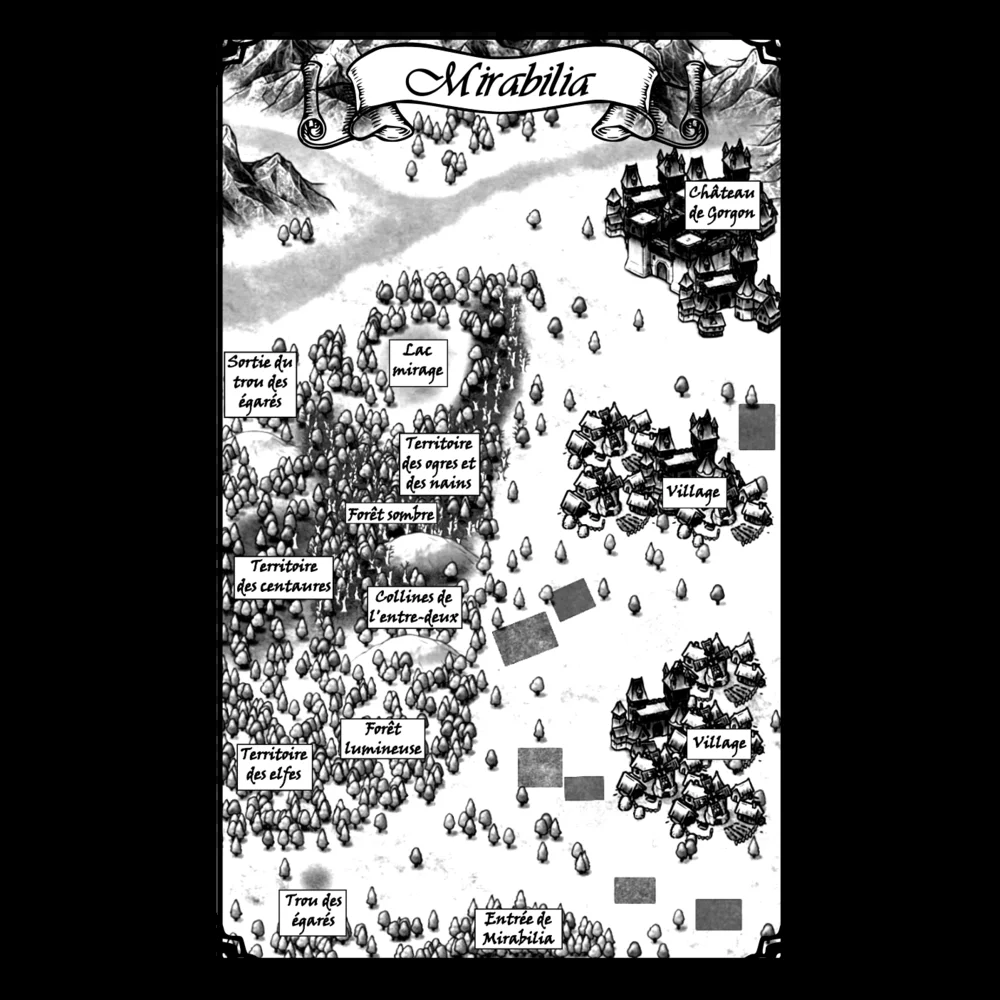 Mirabilia
Château
de Gorgon
Lac
mirage
Sortie du
trou des
égarés
Territoire
des ogres et
des nains
Village
Forêt sombre
Territoire
des centaures
Collines de
l'entre-deux
Forêt
lumineuse
Village
Territoire
des elfes
Trou des
égarés
Entrée de
Mirabilia